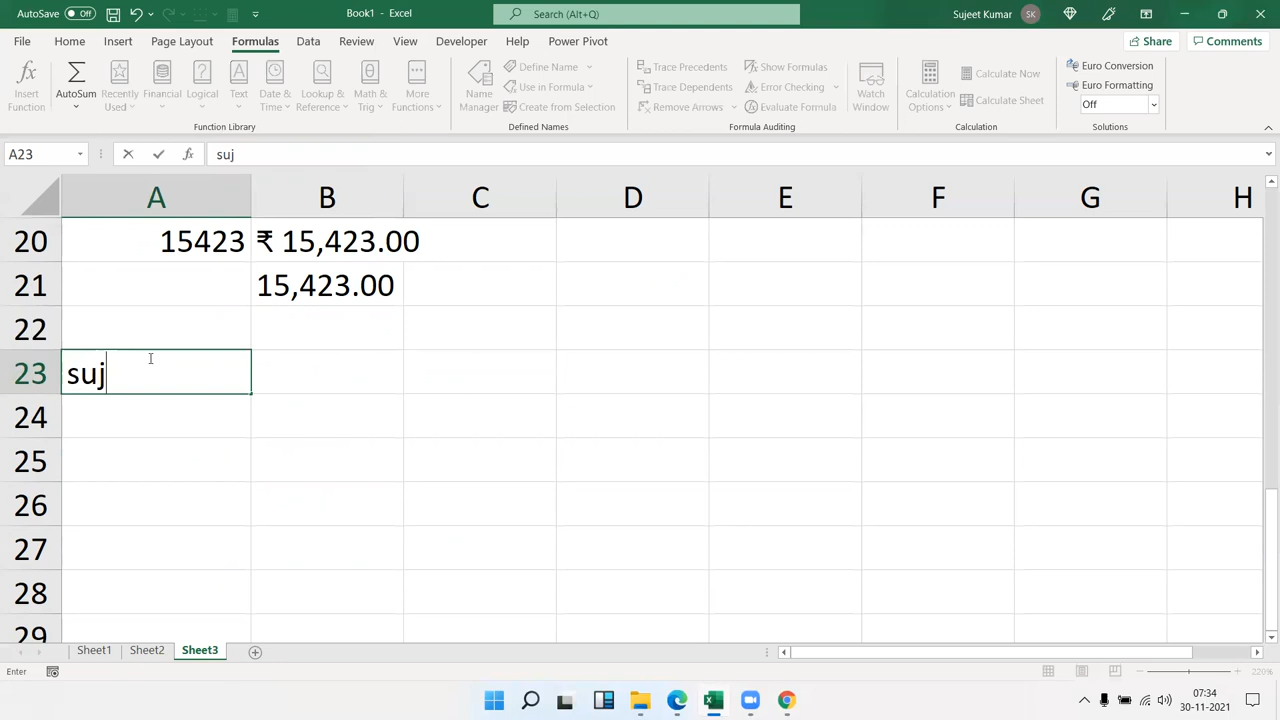 AutoSave Off Book1 - Excel Search (Alt+Q) Sujeet Kumar SK
File Home Insert Page Layout Formulas Data Review View Developer Help Power Pivot Share Comments
Insert Function
AutoSum
Recently Used
Financial
Logical
Text
Date & Time
Lookup & Reference
Math & Trig
More Functions
Function Library
Name Manager
Define Name
Use in Formula
Create from Selection
Defined Names
Trace Precedents
Trace Dependents
Remove Arrows
Show Formulas
Error Checking
Evaluate Formula
Formula Auditing
Watch Window
Calculation Options
Calculate Now
Calculate Sheet
Calculation
Euro Conversion
Euro Formatting
Off
Solutions
A23 fx suj
A B C D E F G H
20 15423 ₹ 15,423.00
21 15,423.00
22
23 suj
24
25
26
27
28
29
Sheet1 Sheet2 Sheet3
Enter 220%
07:34
30-11-2021